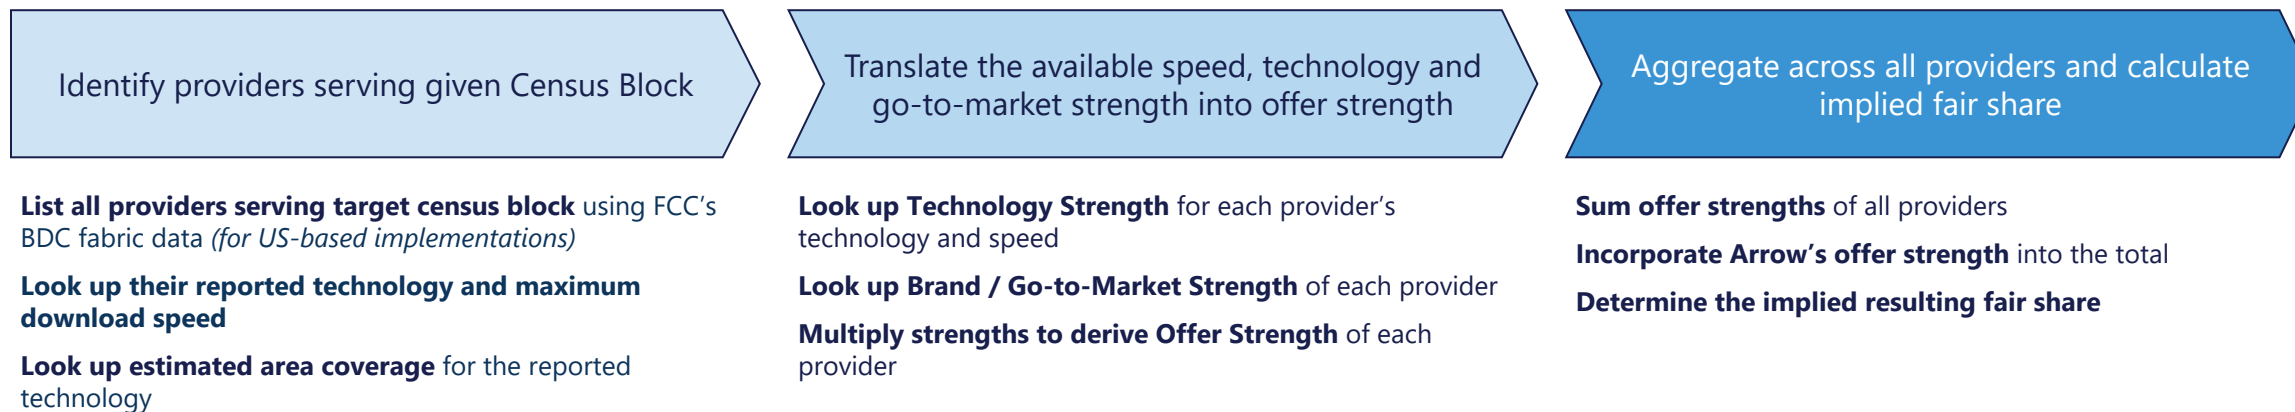 Identify providers serving given Census Block
Translate the available speed, technology and
go-to-market strength into offer strength
Aggregate across all providers and calculate
implied fair share
List all providers serving target census block using FCC's
BDC fabric data (for US-based implementations)
Look up their reported technology and maximum
download speed
Look up estimated area coverage for the reported
technology
Look up Technology Strength for each provider's
technology and speed
Look up Brand / Go-to-Market Strength of each provider
Multiply strengths to derive Offer Strength of each
provider
Sum offer strengths of all providers
Incorporate Arrow's offer strength into the total
Determine the implied resulting fair share